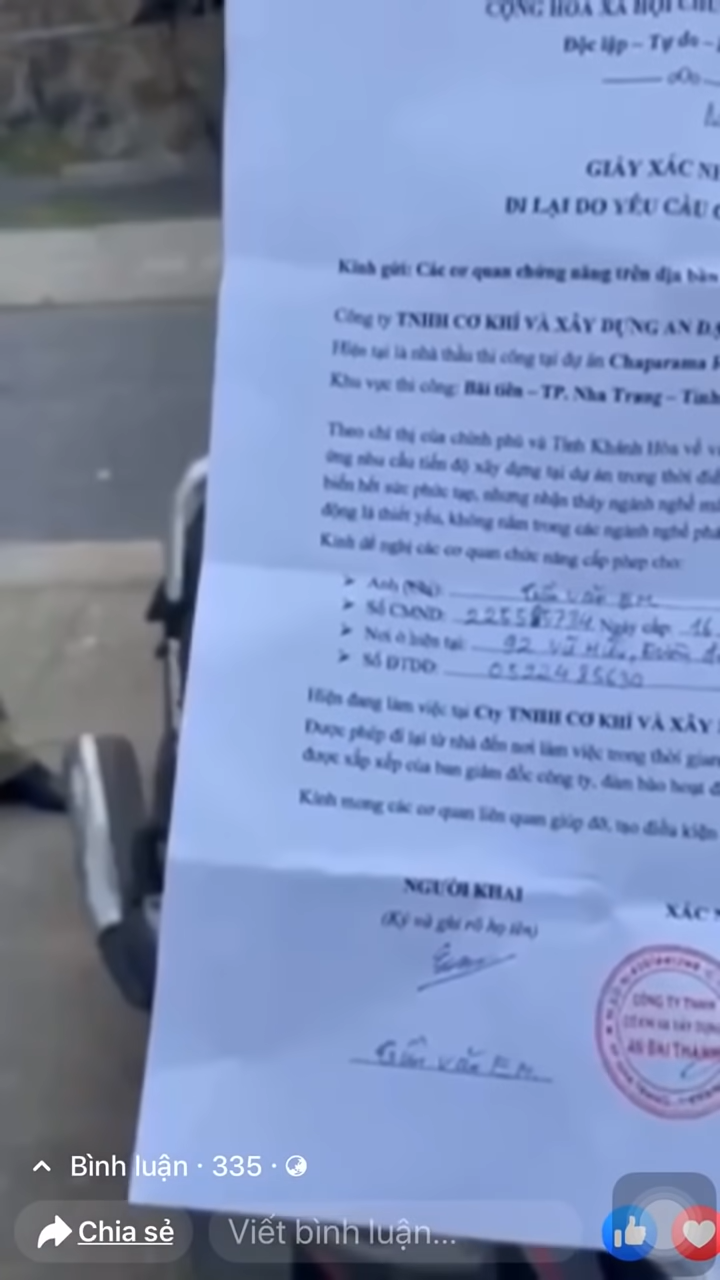 CỘNG HÒA XÃ HỘI CHỦ
Độc lập – Tự do –
oOo
GIẤY XÁC
ĐI LẠI DO YÊU CẦU
Kính gửi: Các cơ quan chứng năng trên địa bàn
Công ty TNHH CƠ KHÍ VÀ XÂY DỰNG AN
Hiện tại là nhà thầu thi công tại dự án Chaparama
Khu vực thi công: Bãi tiên – TP. Nha Trang –
Theo chỉ thị của chính phủ và Tỉnh Khánh Hòa về
ứng nhu cầu tiến độ xây dựng tại dự án trong thời
biến hết sức phức tạp, nhưng nhận thấy ngành nghề
động là thiết yếu, không nằm trong các ngành nghề
Kính đề nghị các cơ quan chức năng cấp phép cho:
➤ Anh
➤ Số CMND: Ngày cấp: 16
➤ Nơi ở hiện tại: 92
➤ Số ĐTDĐ:
Hiện đang làm việc tại Cty TNHH CƠ KHÍ VÀ XÂY
Được phép đi lại từ nhà đến nơi làm việc trong thời gian
được sắp xếp của ban giám đốc công ty, đảm bảo hoạt
Kính mong các cơ quan liên quan giúp đỡ, tạo điều kiện
NGƯỜI KHAI
XÁC
(Ký và ghi rõ họ tên)
CÔNG TY TNHH
CƠ KHÍ VÀ XÂY DỰNG
AN ĐẠI THÀNH
Bình luận · 335 ·
Chia sẻ
Viết bình luận...